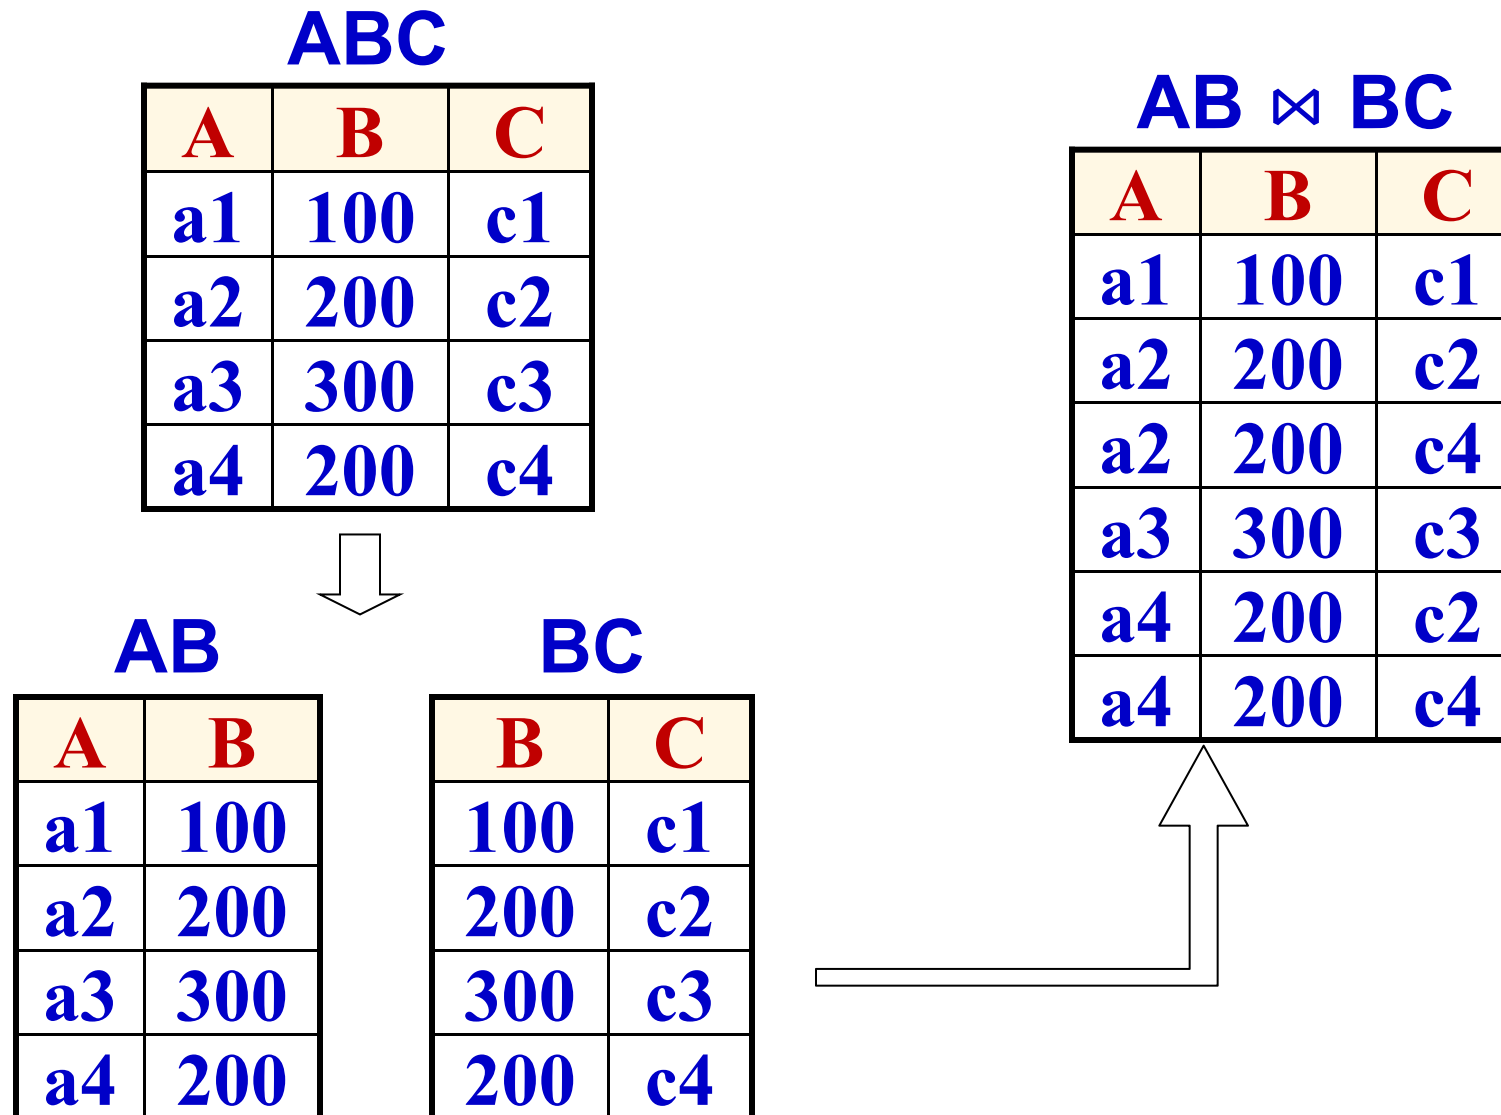 ABC
A B C
a1 100 c1
a2 200 c2
a3 300 c3
a4 200 c4
AB
A B
a1 100
a2 200
a3 300
a4 200
BC
B C
100 c1
200 c2
300 c3
200 c4
AB ⋈ BC
A B C
a1 100 c1
a2 200 c2
a2 200 c4
a3 300 c3
a4 200 c2
a4 200 c4